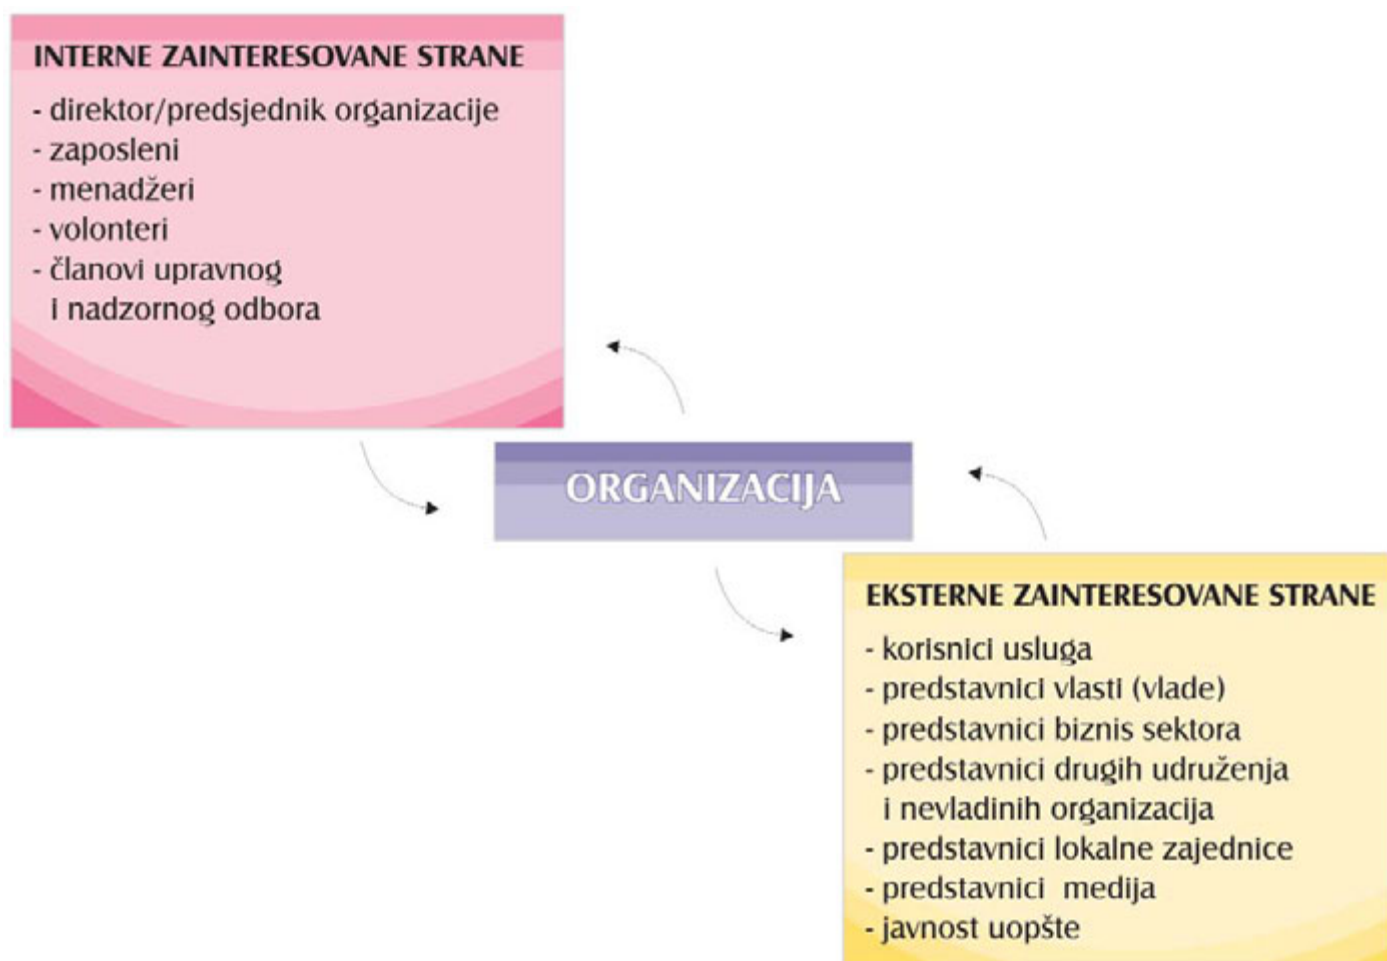 INTERNE ZAINTERESOVANE STRANE
- direktor/predsjednik organizacije
- zaposleni
- menadžeri
- volonteri
- članovi upravnog
i nadzornog odbora
ORGANIZACIJA
EKSTERNE ZAINTERESOVANE STRANE
- korisnici usluga
- predstavnici vlasti (vlade)
- predstavnici biznis sektora
- predstavnici drugih udruženja
i nevladinih organizacija
- predstavnici lokalne zajednice
- predstavnici medija
- javnost uopšte